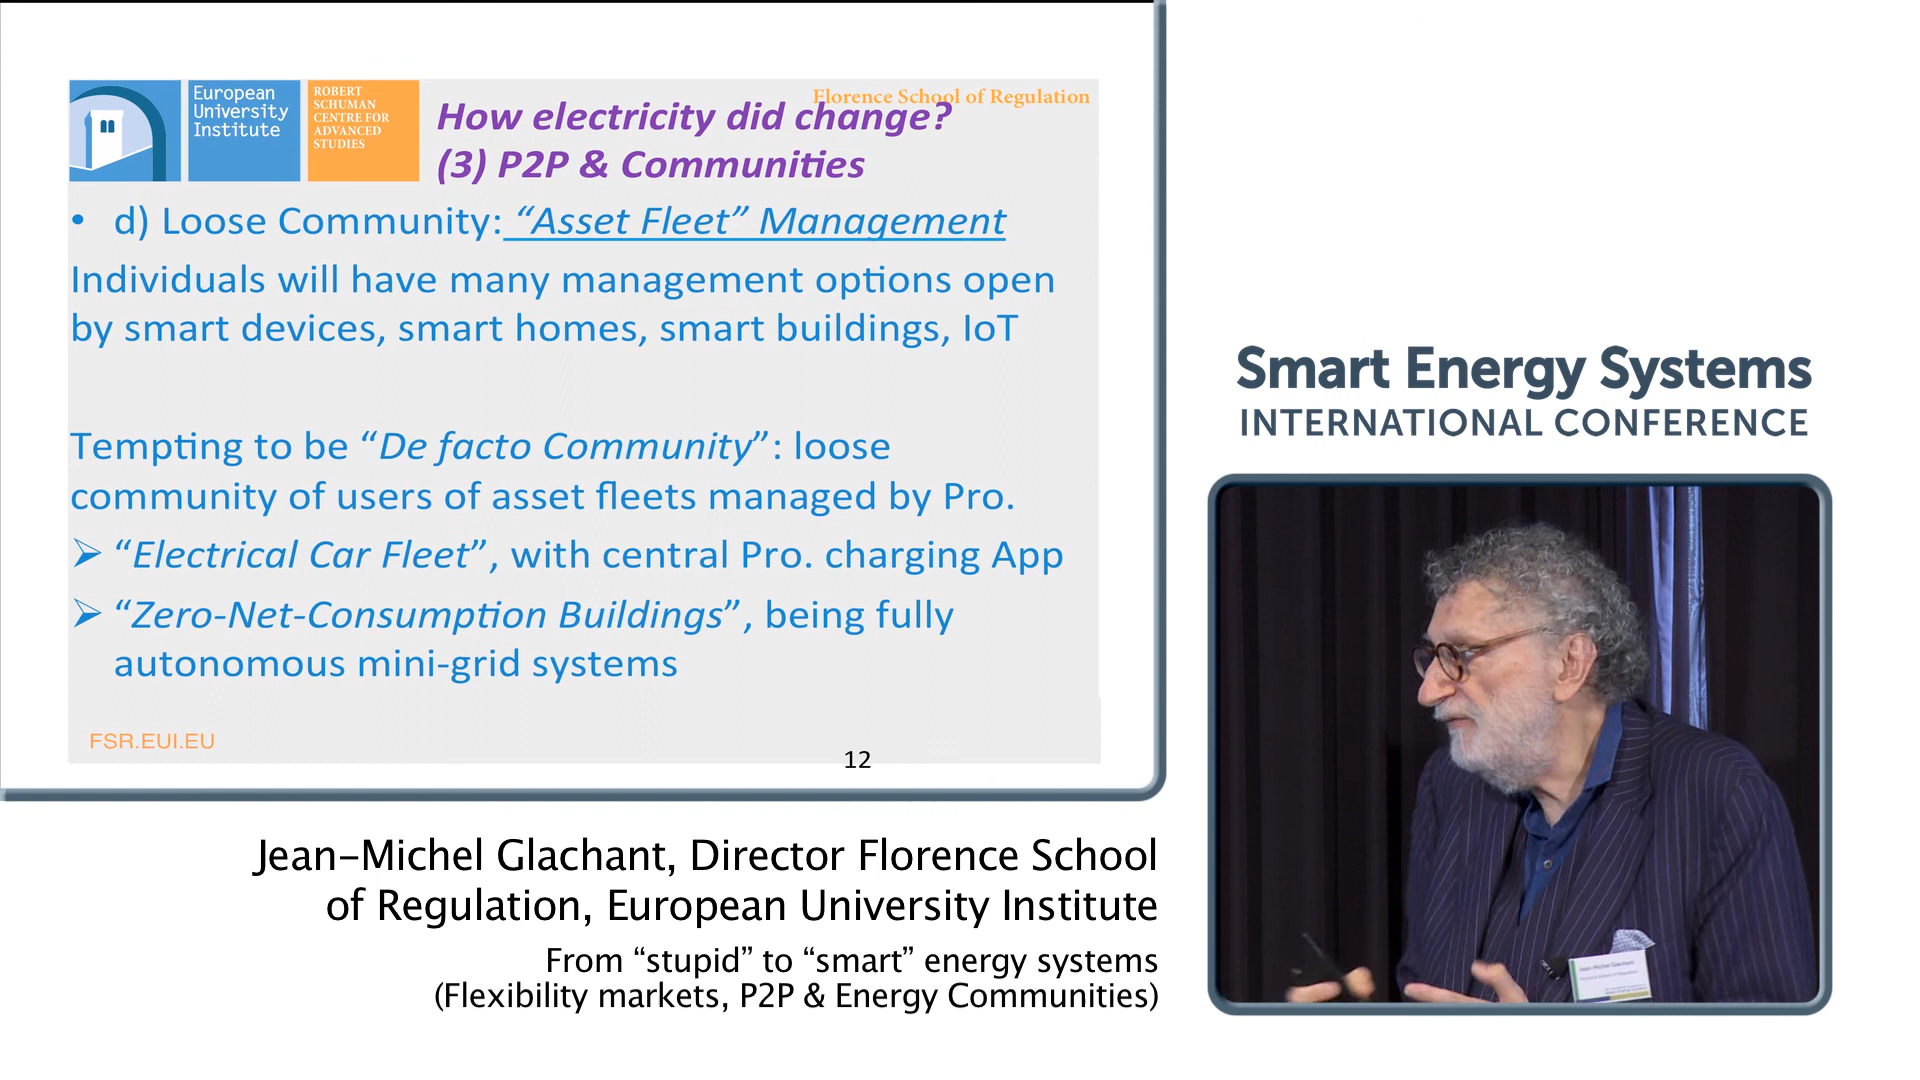 European
University
Institute
ROBERT
SCHUMAN
CENTRE FOR
ADVANCED
STUDIES
Florence School of Regulation
How electricity did change?
(3) P2P & Communities
• d) Loose Community: “Asset Fleet” Management
Individuals will have many management options open
by smart devices, smart homes, smart buildings, IoT
Tempting to be “De facto Community”: loose
community of users of asset fleets managed by Pro.
➢ “Electrical Car Fleet”, with central Pro. charging App
➢ “Zero-Net-Consumption Buildings”, being fully
autonomous mini-grid systems
FSR.EUI.EU
12
Smart Energy Systems
INTERNATIONAL CONFERENCE
Jean-Michel Glachant
Jean–Michel Glachant, Director Florence School
of Regulation, European University Institute
From “stupid” to “smart” energy systems
(Flexibility markets, P2P & Energy Communities)